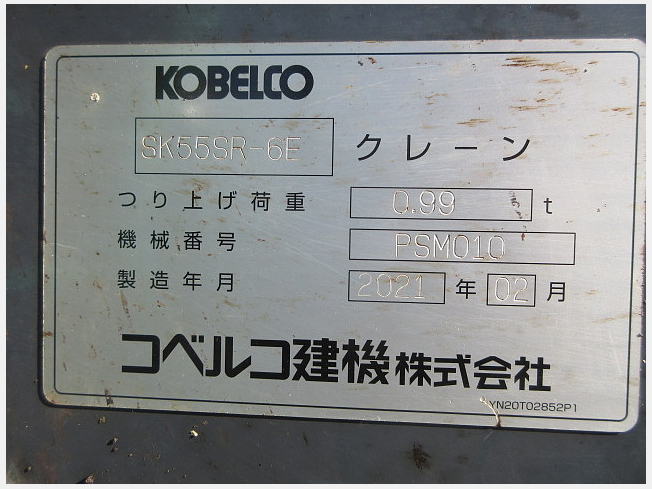 KOBELCO
SK55SR-6E クレーン
つり上げ荷重 0.99 t
機械番号 PSM010
製造年月 2021 年 02 月
コベルコ建機株式会社
YN20T02852P1